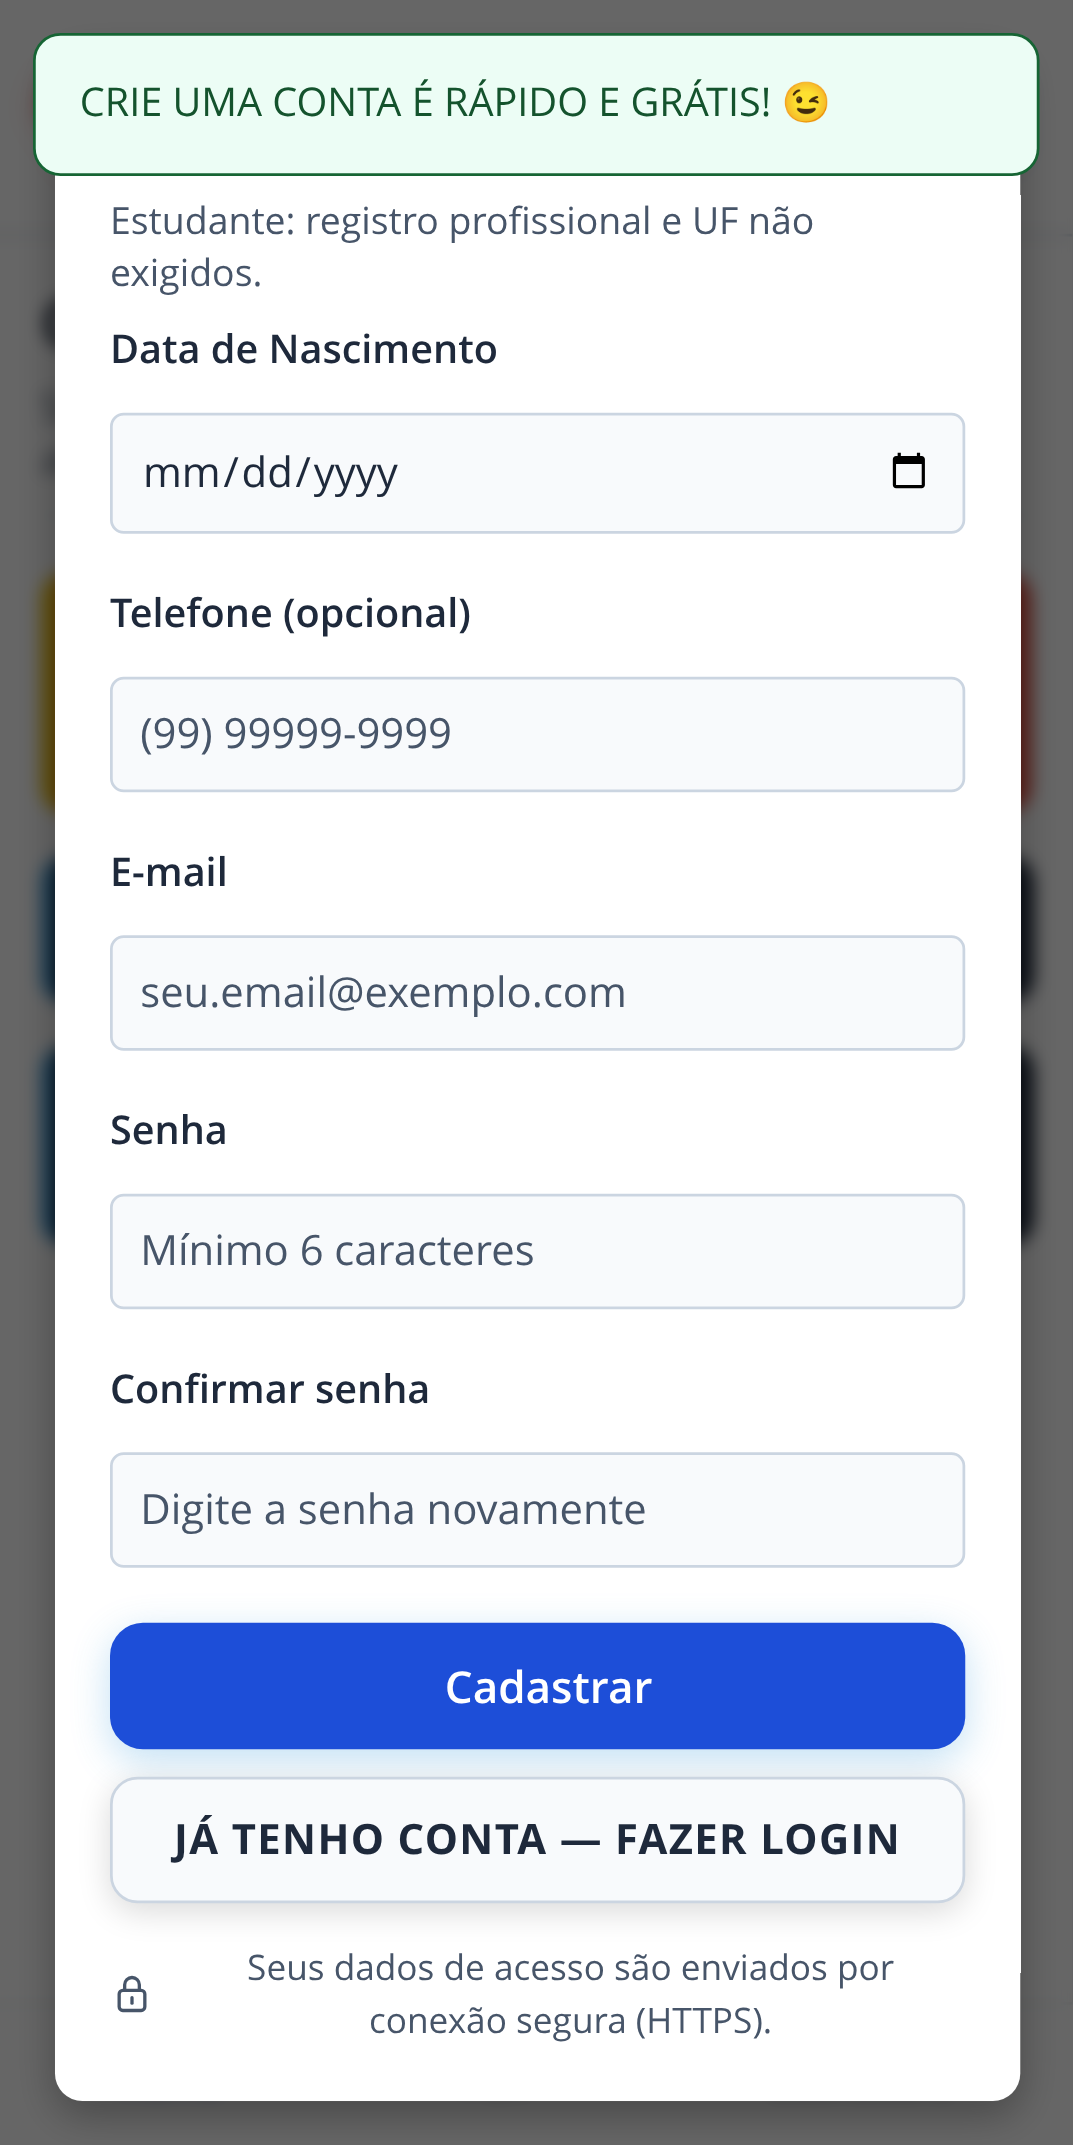 CRIE UMA CONTA É RÁPIDO E GRÁTIS! 😉
Estudante: registro profissional e UF não
exigidos.
Data de Nascimento
mm/dd/yyyy
Telefone (opcional)
(99) 99999-9999
E-mail
seu.email@exemplo.com
Senha
Mínimo 6 caracteres
Confirmar senha
Digite a senha novamente
Cadastrar
JÁ TENHO CONTA — FAZER LOGIN
Seus dados de acesso são enviados por
conexão segura (HTTPS).